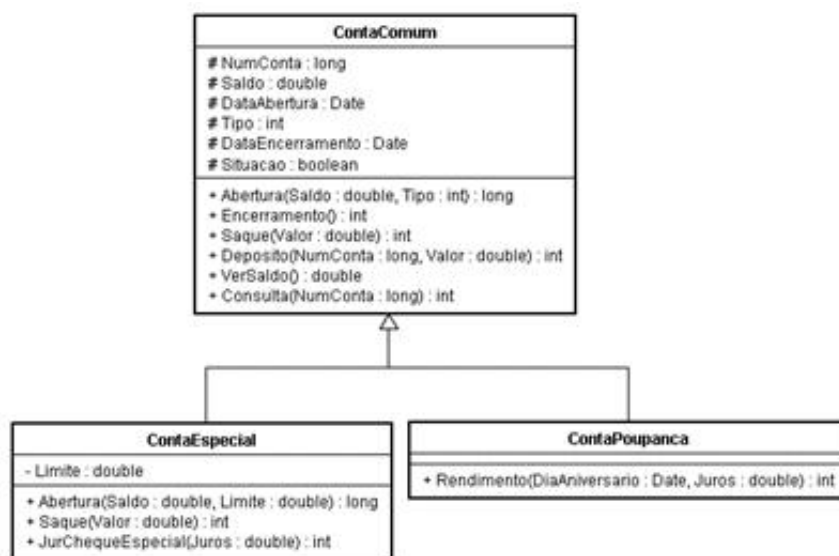 ContaComum
# NumConta : long
# Saldo : double
# DataAbertura : Date
# Tipo : int
# DataEncerramento : Date
# Situacao : boolean
+ Abertura(Saldo : double, Tipo : int) : long
+ Encerramento() : int
+ Saque(Valor : double) : int
+ Deposito(NumConta : long, Valor : double) : int
+ VerSaldo() : double
+ Consulta(NumConta : long) : int
ContaEspecial
- Limite : double
+ Abertura(Saldo : double, Limite : double) : long
+ Saque(Valor : double) : int
+ JurChequeEspecial(Juros : double) : int
ContaPoupanca
+ Rendimento(DiaAniversario : Date, Juros : double) : int